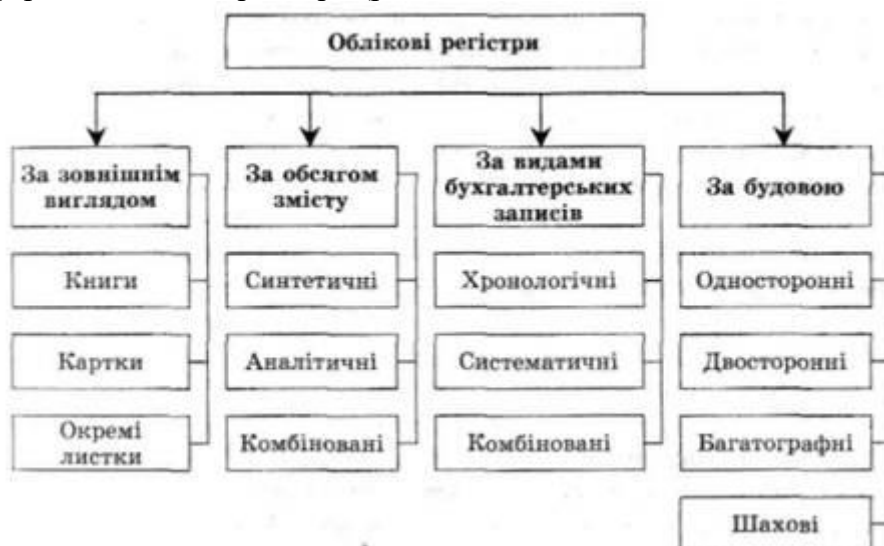 Облікові регістри
За зовнішнім
виглядом
Книги
Картки
Окремі
листки
За обсягом
змісту
Синтетичні
Аналітичні
Комбіновані
За видами
бухгалтерських
записів
Хронологічні
Систематичні
Комбіновані
За будовою
Односторонні
Двосторонні
Багатографні
Шахові